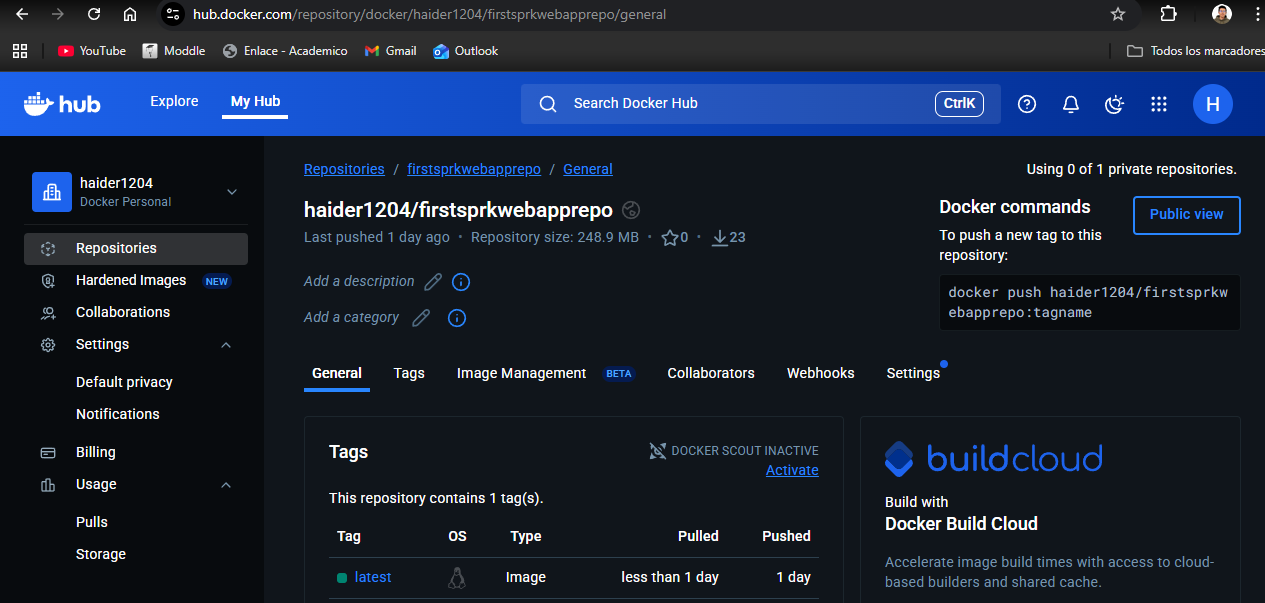 hub.docker.com/repository/docker/haider1204/firstsprkwebapprepo/general
YouTube Moddle Enlace - Academico Gmail Outlook Todos los marcadores
hub Explore My Hub Search Docker Hub CtrlK H
haider1204
Docker Personal
Repositories
Hardened Images NEW
Collaborations
Settings
Default privacy
Notifications
Billing
Usage
Pulls
Storage
Repositories / firstsprkwebapprepo / General
Using 0 of 1 private repositories.
haider1204/firstsprkwebapprepo
Last pushed 1 day ago • Repository size: 248.9 MB • 0 • 23
Add a description
Add a category
Docker commands
Public view
To push a new tag to this
repository:
docker push haider1204/firstsprkw
ebapprepo:tagname
General Tags Image Management BETA Collaborators Webhooks Settings
Tags
DOCKER SCOUT INACTIVE
Activate
This repository contains 1 tag(s).
Tag OS Type Pulled Pushed
latest Image less than 1 day 1 day
buildcloud
Build with
Docker Build Cloud
Accelerate image build times with access to cloud-
based builders and shared cache.